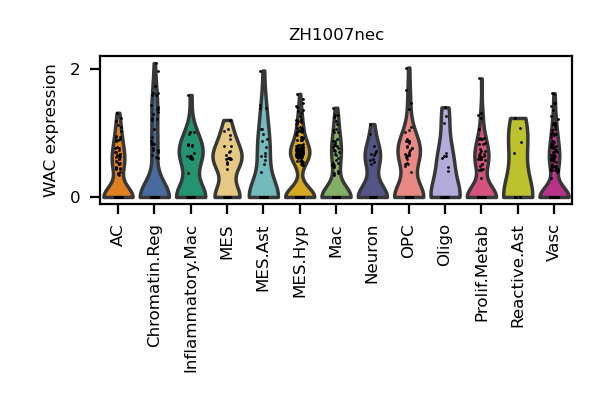 ZH1007nec
WAC expression
2
0
AC
Chromatin.Reg
Inflammatory.Mac
MES
MES.Ast
MES.Hyp
Mac
Neuron
OPC
Oligo
Prolif.Metab
Reactive.Ast
Vasc